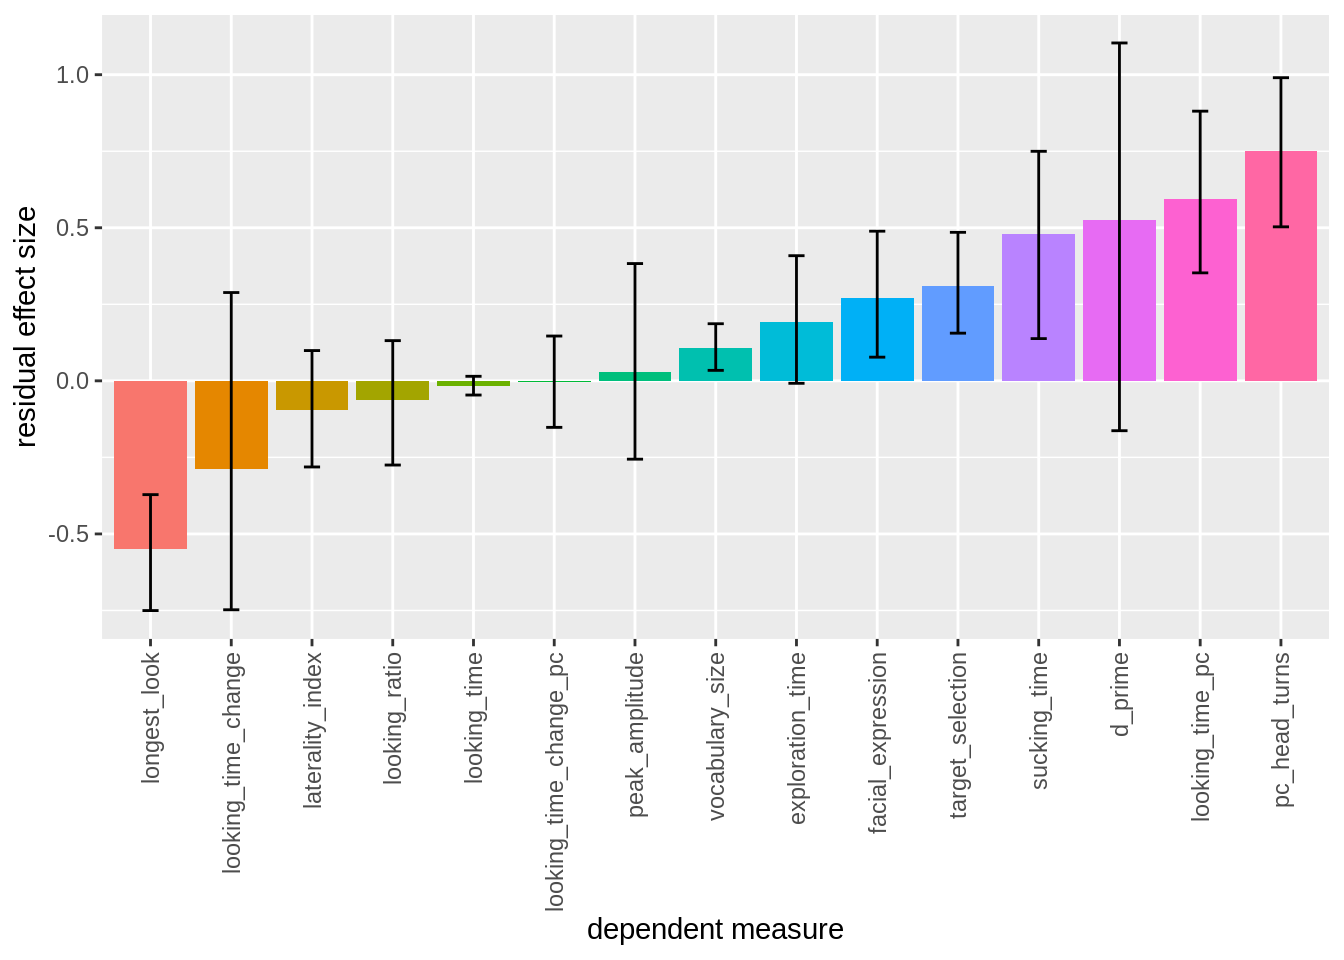 residual effect size
1.0
0.5
0.0
-0.5
longest_look
looking_time_change
laterality_index
looking_ratio
looking_time
looking_time_change_pc
peak_amplitude
vocabulary_size
exploration_time
facial_expression
target_selection
sucking_time
d_prime
looking_time_pc
pc_head_turns
dependent measure